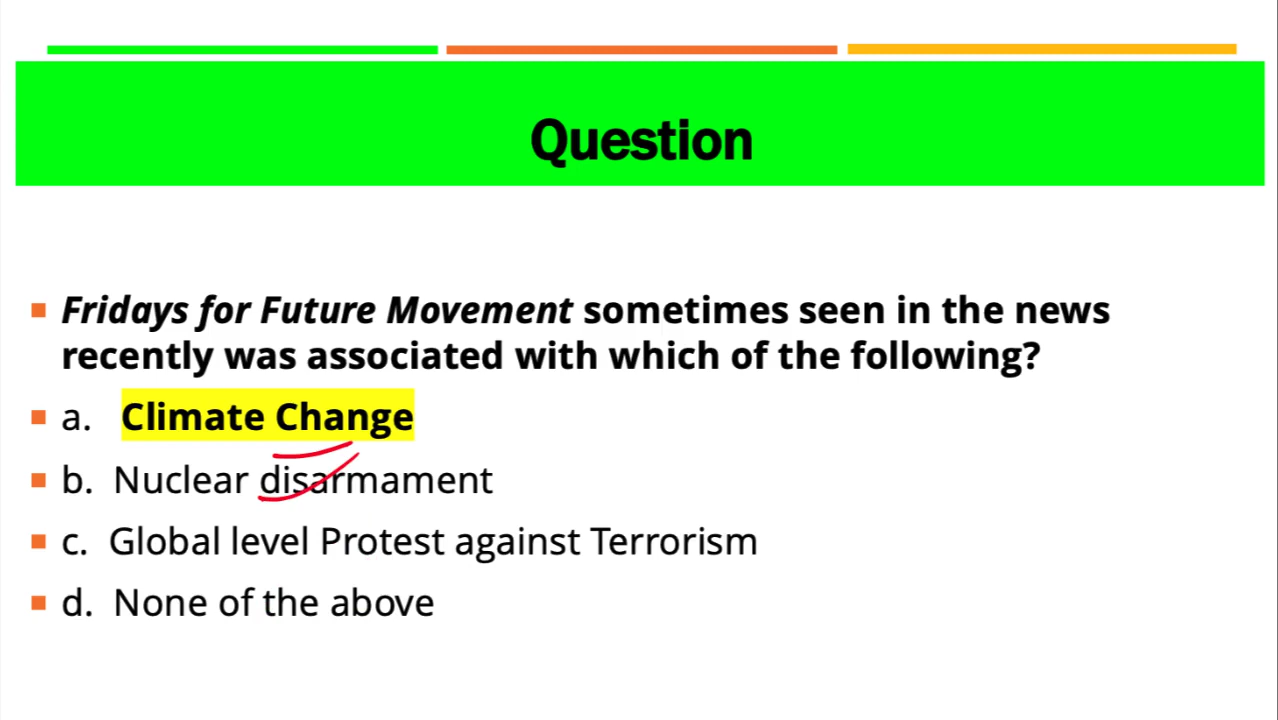 Question
Fridays for Future Movement sometimes seen in the news
recently was associated with which of the following?
a. Climate Change
b. Nuclear disarmament
c. Global level Protest against Terrorism
d. None of the above